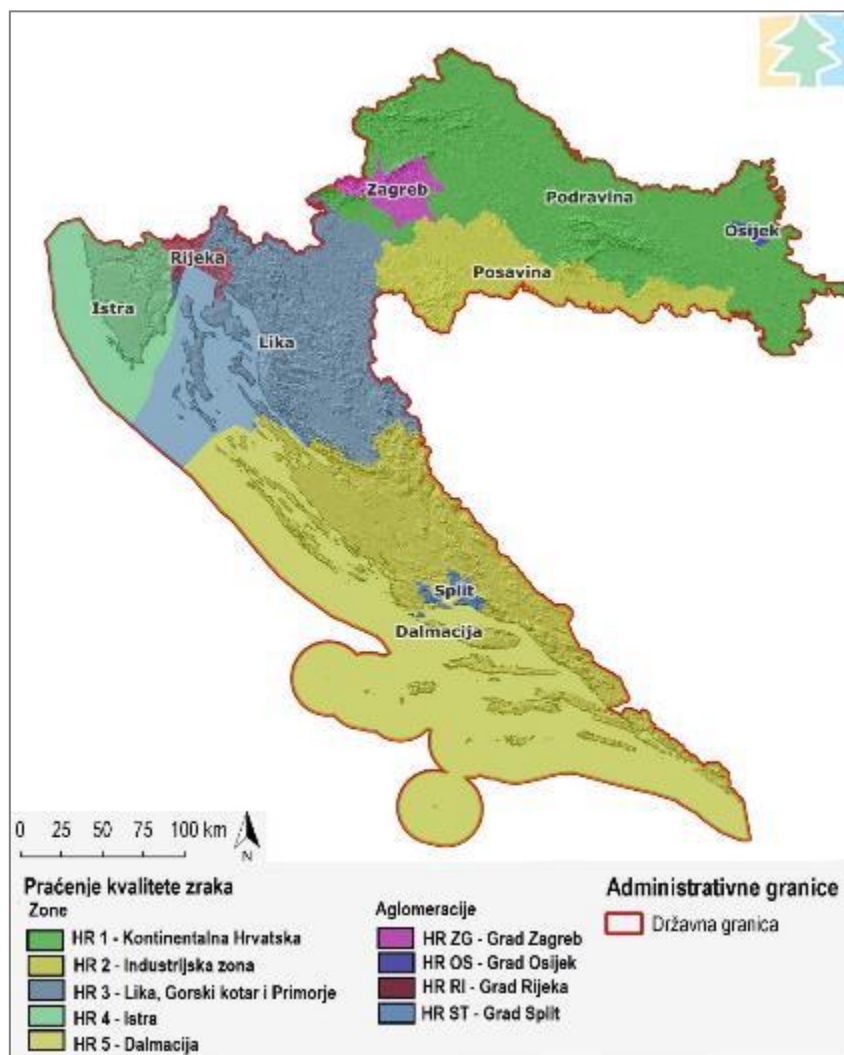 Zagreb
Podravina
Osijek
Rijeka
Posavina
Istra
Lika
Split
Dalmacija
0 25 50 75 100 km
N
Praćenje kvalitete zraka
Zone
HR 1 - Kontinentalna Hrvatska
HR 2 - Industrijska zona
HR 3 - Lika, Gorski kotar i Primorje
HR 4 - Istra
HR 5 - Dalmacija
Aglomeracije
HR ZG - Grad Zagreb
HR OS - Grad Osijek
HR RI - Grad Rijeka
HR ST - Grad Split
Administrativne granice
Državna granica